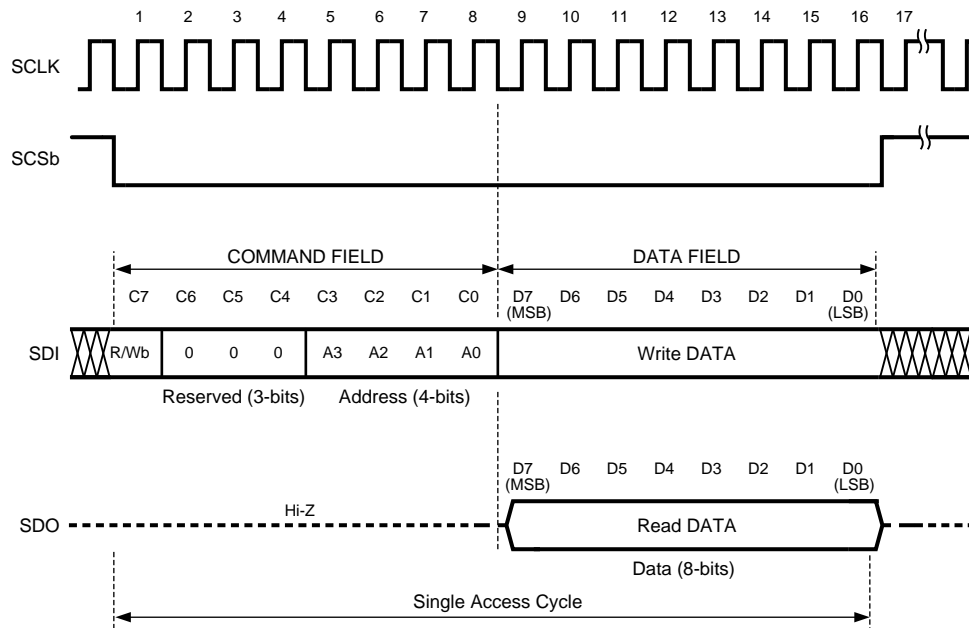 1 2 3 4 5 6 7 8 9 10 11 12 13 14 15 16 17
SCLK
SCSb
COMMAND FIELD DATA FIELD
C7 C6 C5 C4 C3 C2 C1 C0 D7 D6 D5 D4 D3 D2 D1 D0
(MSB) (LSB)
SDI R/Wb 0 0 0 A3 A2 A1 A0 Write DATA
Reserved (3-bits) Address (4-bits)
D7 D6 D5 D4 D3 D2 D1 D0
(MSB) (LSB)
Hi-Z
SDO Read DATA
Data (8-bits)
Single Access Cycle